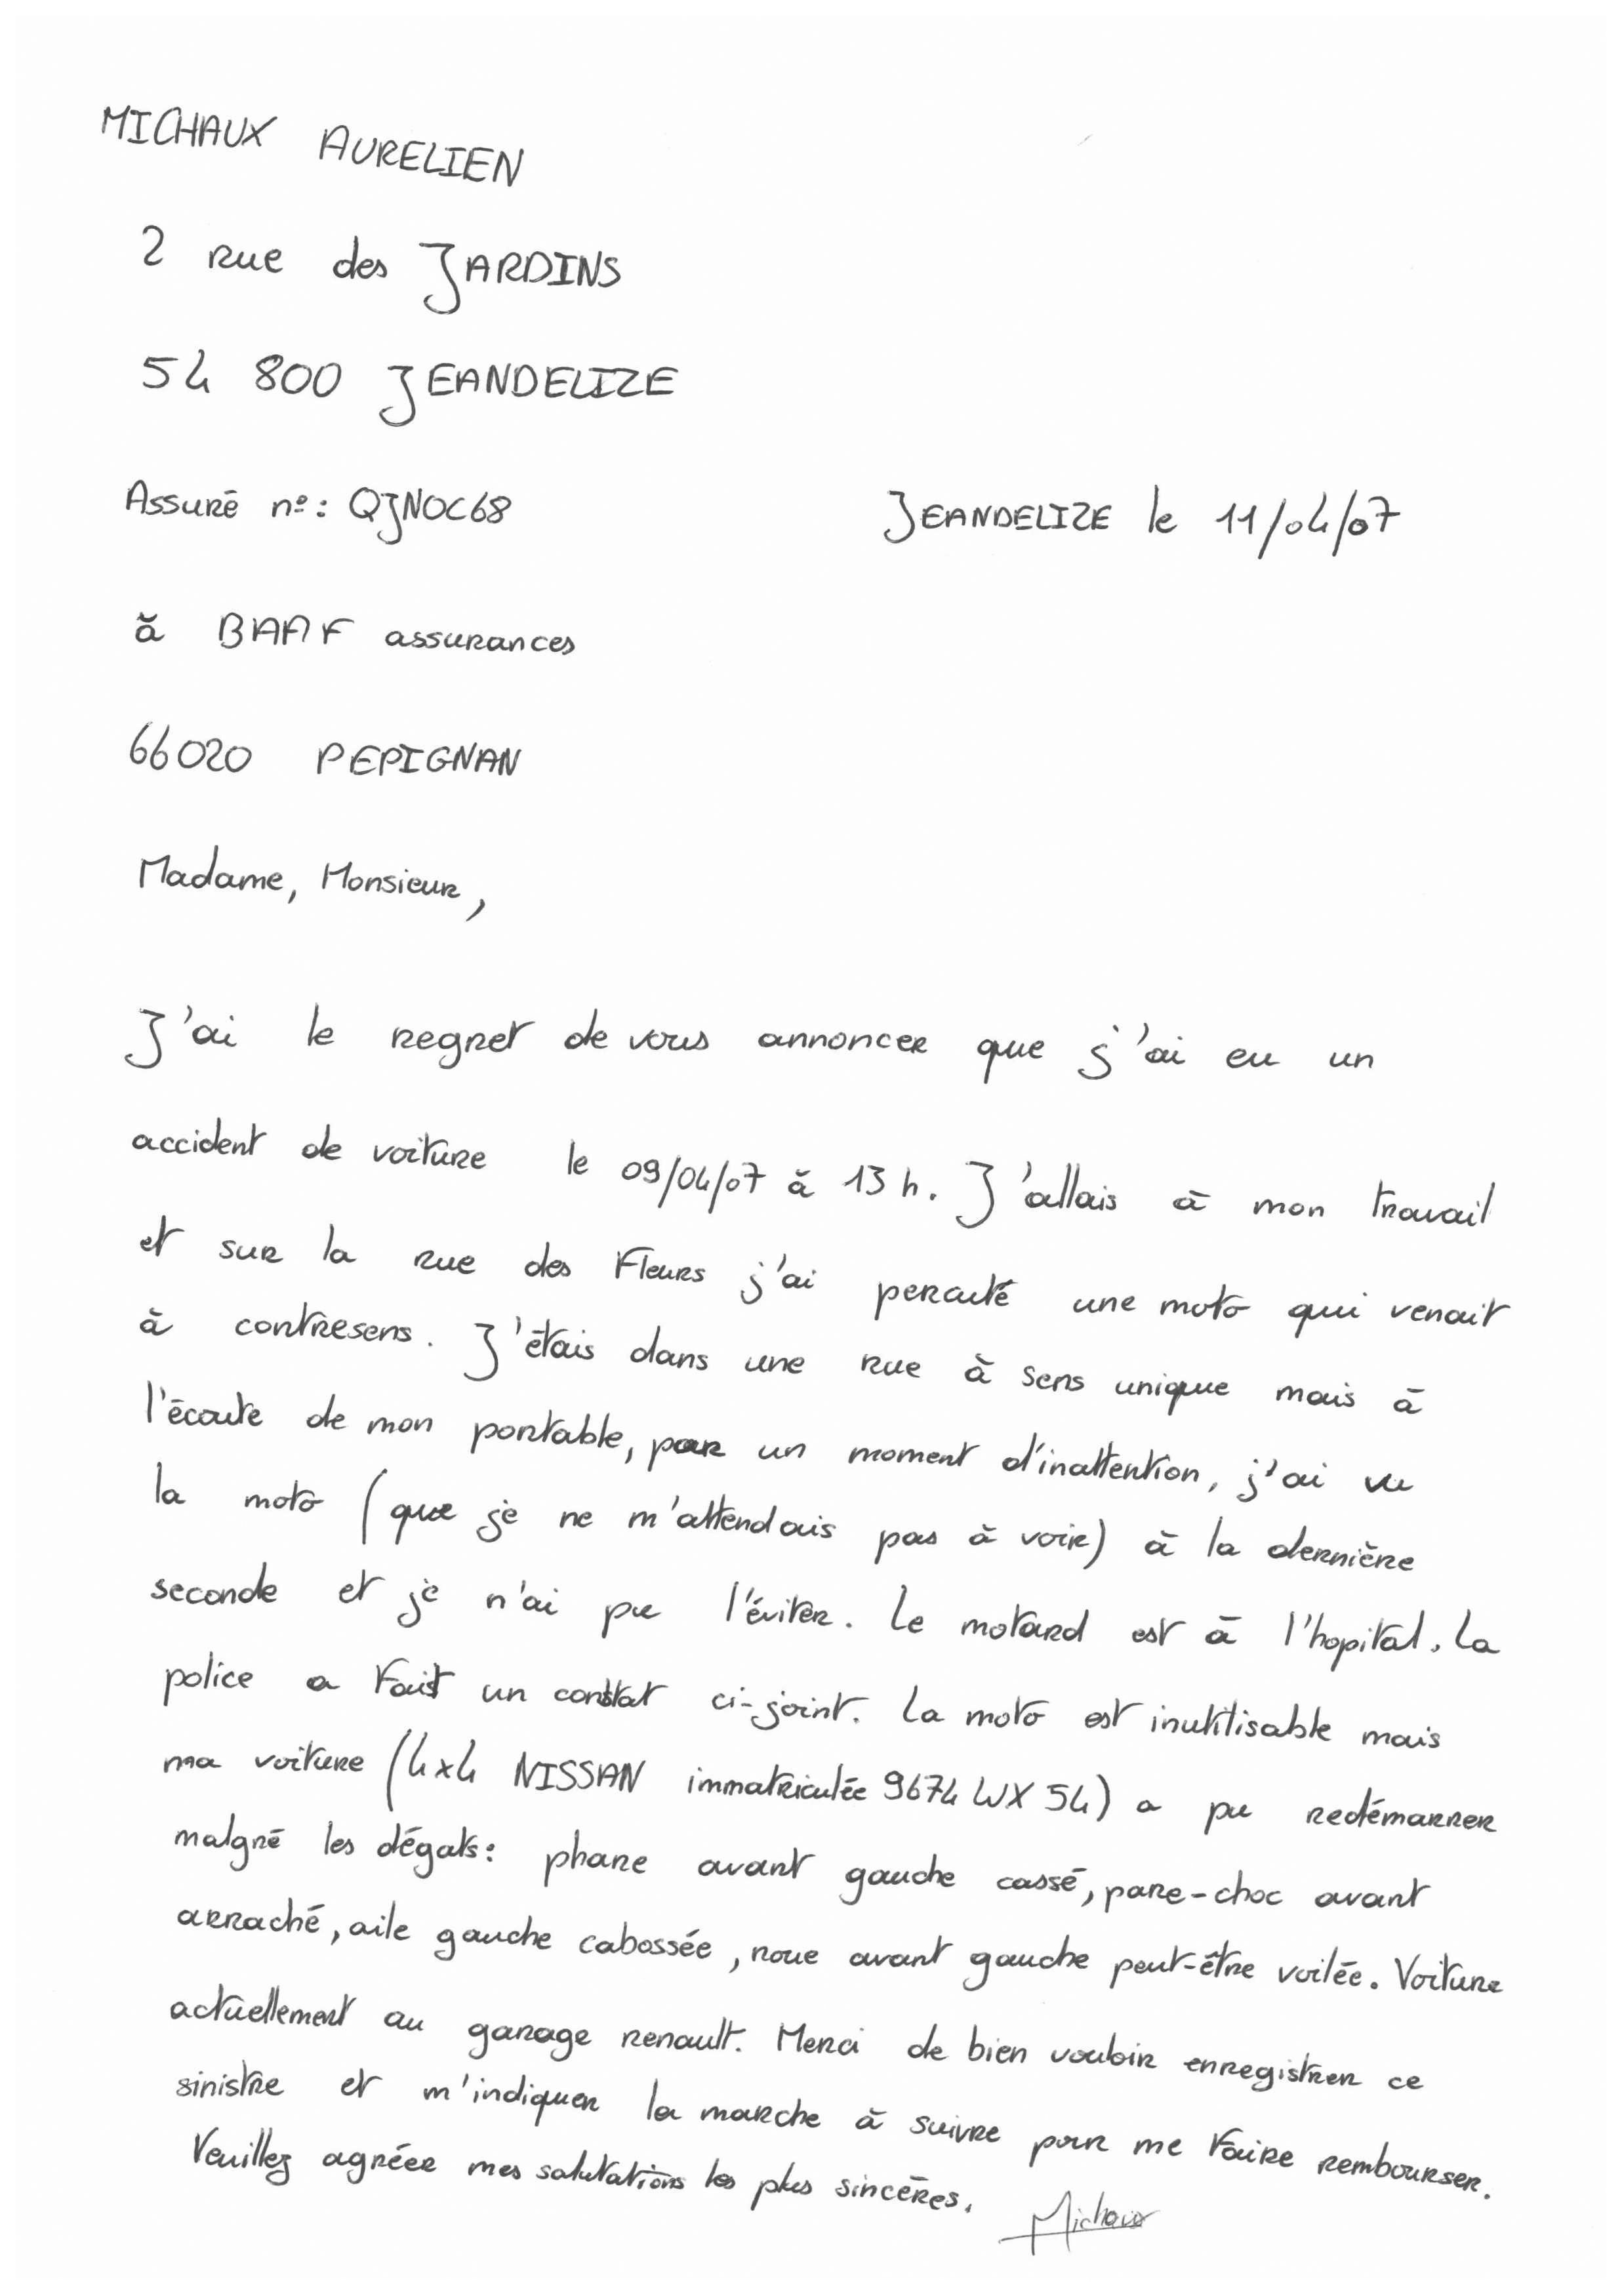 MICHAUX AURELIEN
2 rue des JARDINS
54 800 JEANDELIZE
Assuré n°: QJNOC68
JEANDELIZE le 11/04/07
à BAAF assurances
66020 PEPIGNAN
Madame, Monsieur,
J'ai le regret de vous annoncer que j'ai eu un
accident de voiture le 09/04/07 à 13 h. J'allais à mon travail
et sur la rue des Fleurs j'ai percuté une moto qui venait
à contresens. J'étais dans une rue à sens unique mais à
l'écoute de mon portable, par un moment d'inattention, j'ai vu
la moto (que je ne m'attendais pas à voir) à la dernière
seconde et je n'ai pu l'éviter. Le motard est à l'hopital. La
police a fait un constat ci-joint. La moto est inutilisable mais
ma voiture (4x4 NISSAN immatriculée 9674 WX 54) a pu redémarrer
malgré les dégats: phare avant gauche cassé, pare-choc avant
arraché, aile gauche cabossée, roue avant gauche peut-être voilée. Voiture
actuellement au garage renault. Merci de bien vouloir enregistrer ce
sinistre et m'indiquer la marche à suivre pour me faire rembourser.
Veuillez agréer mes salutations les plus sincères.
Michaux